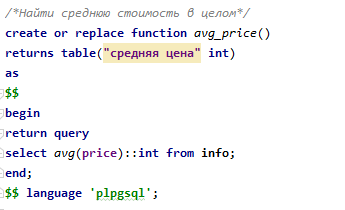 /*Найти среднюю стоимость в целом*/
create or replace function avg_price()
returns table("средняя цена" int)
as
$$
begin
return query
select avg(price)::int from info;
end;
$$ language 'plpgsql';